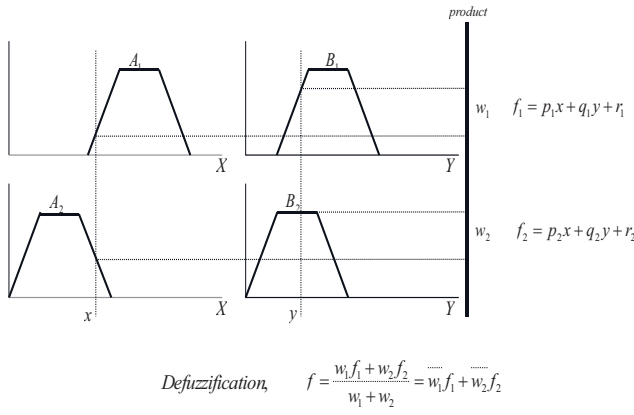 product
A₁ B₁
w₁ f₁ = p₁x + q₁y + r₁
X Y
A₂ B₂
w₂ f₂ = p₂x + q₂y + r₂
X Y
x y
Defuzzification, f = (w₁f₁ + w₂f₂) / (w₁ + w₂) = w̅₁f₁ + w̅₂f₂